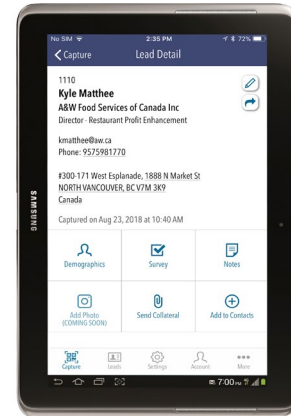 No SIM 2:35 PM 72%
Capture Lead Detail
1110
Kyle Matthee
A&W Food Services of Canada Inc
Director - Restaurant Profit Enhancement
kmatthee@aw.ca
Phone: 9575981770
#300-171 West Esplanade, 1888 N Market St
NORTH VANCOUVER, BC V7M 3K9
Canada
Captured on Aug 23, 2018 at 10:40 AM
SAMSUNG
Demographics Survey Notes
Add Photo Send Collateral Add to Contacts
(COMING SOON)
Capture Leads Settings Account More
7:00 PM